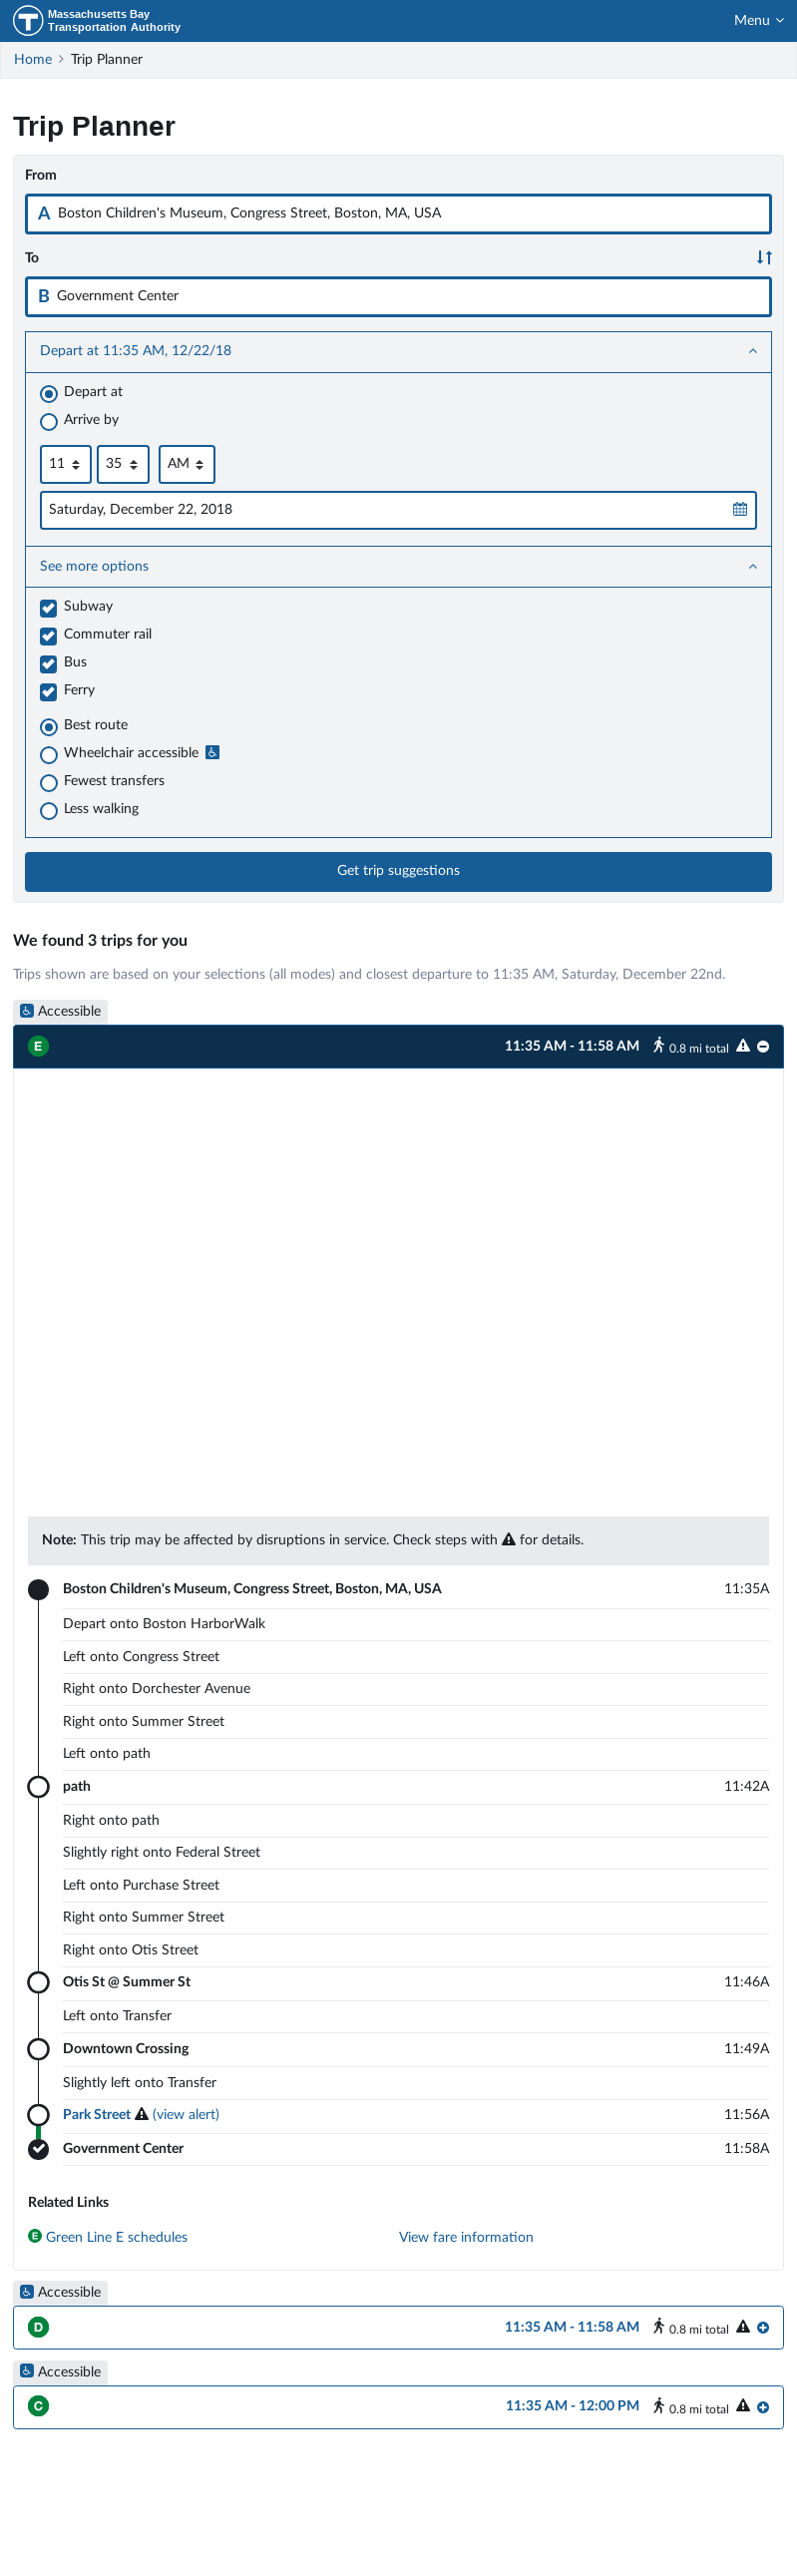 Massachusetts Bay
Transportation Authority
Menu
Home > Trip Planner
Trip Planner
From
A Boston Children's Museum, Congress Street, Boston, MA, USA
To
B Government Center
Depart at 11:35 AM, 12/22/18
Depart at
Arrive by
11 35 AM
Saturday, December 22, 2018
See more options
Subway
Commuter rail
Bus
Ferry
Best route
Wheelchair accessible
Fewest transfers
Less walking
Get trip suggestions
We found 3 trips for you
Trips shown are based on your selections (all modes) and closest departure to 11:35 AM, Saturday, December 22nd.
Accessible
E 11:35 AM - 11:58 AM 0.8 mi total
Note: This trip may be affected by disruptions in service. Check steps with for details.
Boston Children's Museum, Congress Street, Boston, MA, USA 11:35A
Depart onto Boston HarborWalk
Left onto Congress Street
Right onto Dorchester Avenue
Right onto Summer Street
Left onto path
path 11:42A
Right onto path
Slightly right onto Federal Street
Left onto Purchase Street
Right onto Summer Street
Right onto Otis Street
Otis St @ Summer St 11:46A
Left onto Transfer
Downtown Crossing 11:49A
Slightly left onto Transfer
Park Street (view alert) 11:56A
Government Center 11:58A
Related Links
E Green Line E schedules View fare information
Accessible
D 11:35 AM - 11:58 AM 0.8 mi total
Accessible
C 11:35 AM - 12:00 PM 0.8 mi total